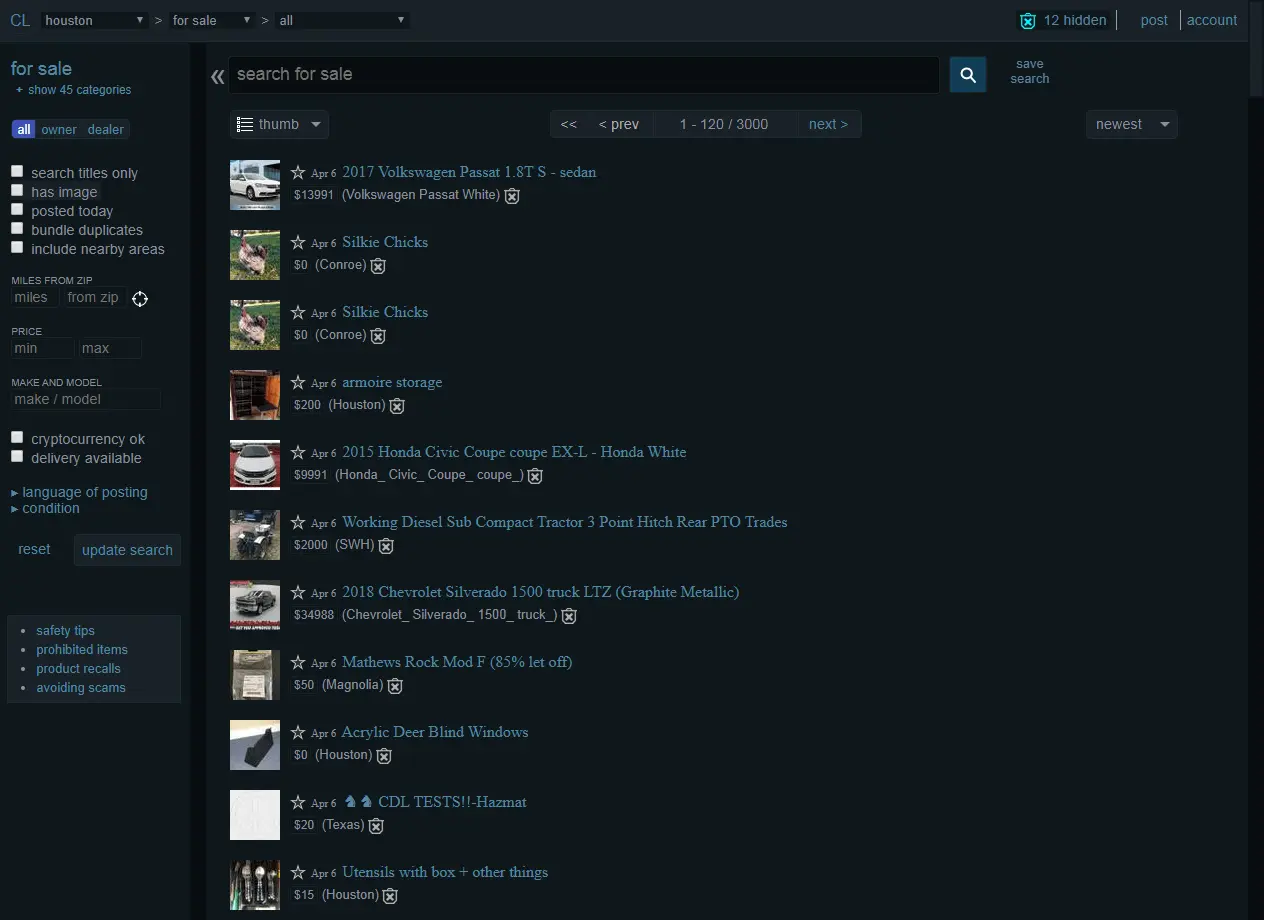 CL houston > for sale > all 12 hidden post account
for sale
+ show 45 categories
all owner dealer
search titles only
has image
posted today
bundle duplicates
include nearby areas
MILES FROM ZIP
miles from zip
PRICE
min max
MAKE AND MODEL
make / model
cryptocurrency ok
delivery available
▸ language of posting
▸ condition
reset update search
• safety tips
• prohibited items
• product recalls
• avoiding scams
« search for sale
save
search
thumb << < prev 1 - 120 / 3000 next > newest
☆ Apr 6 2017 Volkswagen Passat 1.8T S - sedan
$13991 (Volkswagen Passat White)
☆ Apr 6 Silkie Chicks
$0 (Conroe)
☆ Apr 6 Silkie Chicks
$0 (Conroe)
☆ Apr 6 armoire storage
$200 (Houston)
☆ Apr 6 2015 Honda Civic Coupe coupe EX-L - Honda White
$9991 (Honda_ Civic_ Coupe_ coupe_)
☆ Apr 6 Working Diesel Sub Compact Tractor 3 Point Hitch Rear PTO Trades
$2000 (SWH)
☆ Apr 6 2018 Chevrolet Silverado 1500 truck LTZ (Graphite Metallic)
$34988 (Chevrolet_ Silverado_ 1500_ truck_)
☆ Apr 6 Mathews Rock Mod F (85% let off)
$50 (Magnolia)
☆ Apr 6 Acrylic Deer Blind Windows
$0 (Houston)
☆ Apr 6 ♞ ♞ CDL TESTS!!-Hazmat
$20 (Texas)
☆ Apr 6 Utensils with box + other things
$15 (Houston)